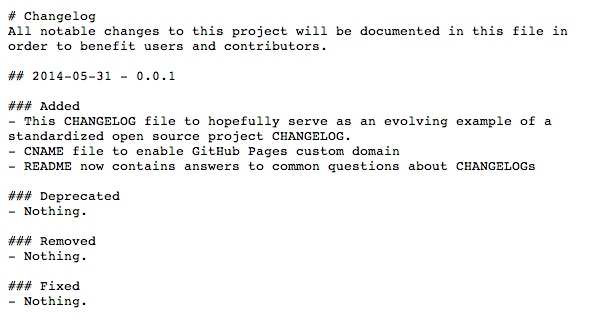 # Changelog
All notable changes to this project will be documented in this file in
order to benefit users and contributors.
## 2014-05-31 - 0.0.1
### Added
- This CHANGELOG file to hopefully serve as an evolving example of a
standardized open source project CHANGELOG.
- CNAME file to enable GitHub Pages custom domain
- README now contains answers to common questions about CHANGELOGs
### Deprecated
- Nothing.
### Removed
- Nothing.
### Fixed
- Nothing.